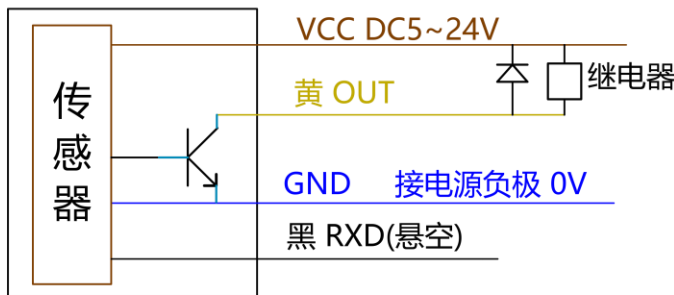 VCC DC5~24V
传感器
继电器
黄 OUT
GND 接电源负极 0V
黑 RXD(悬空)